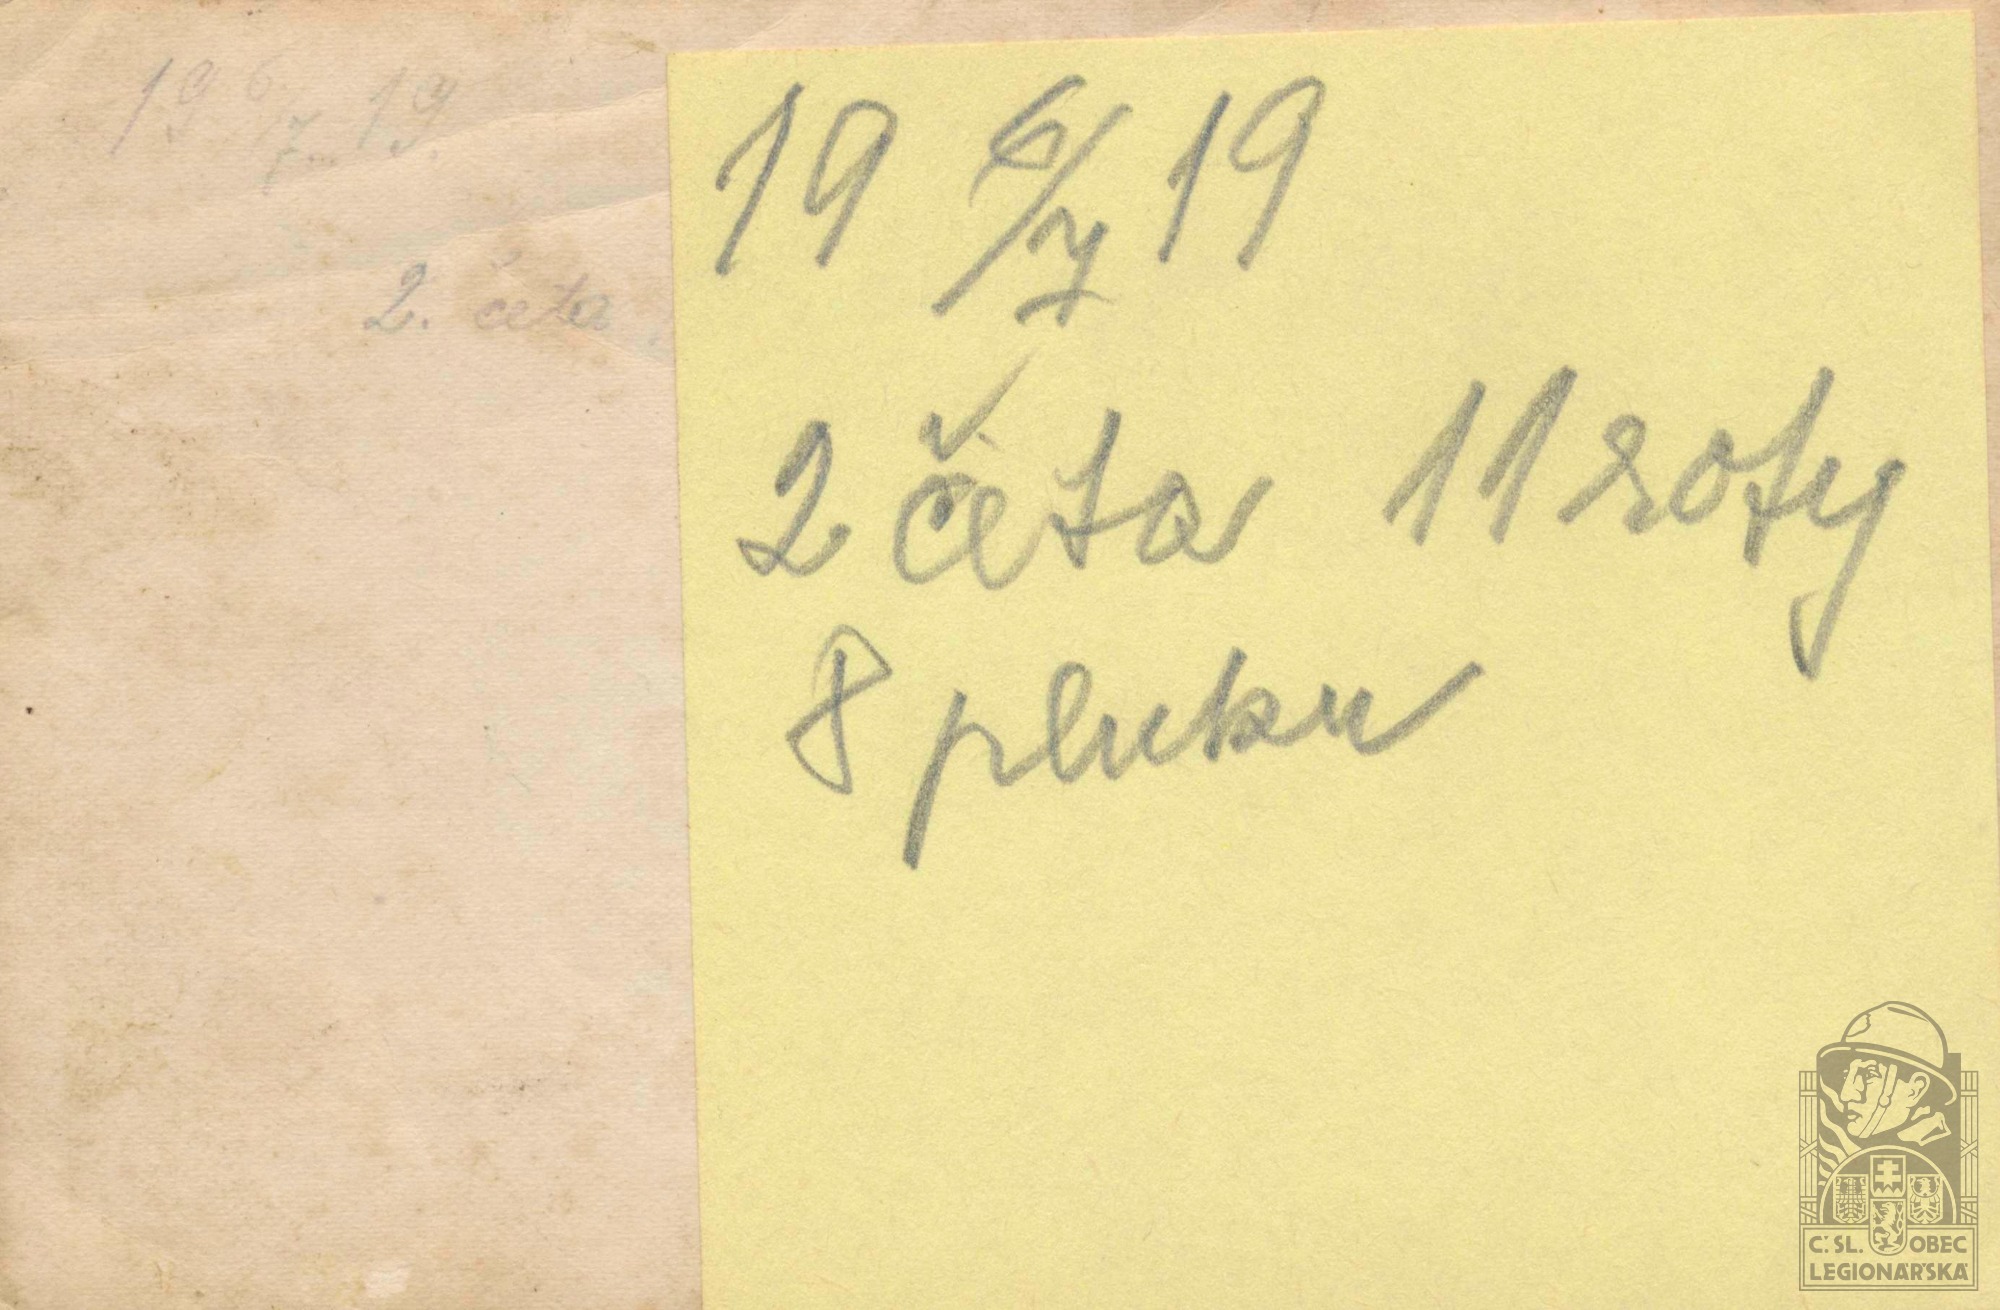 19 6/7 19.
2. četa
19 6/7 19
2 četa 11 roty
8 pluku
Č.SL. OBEC
LEGIONÁŘSKÁ